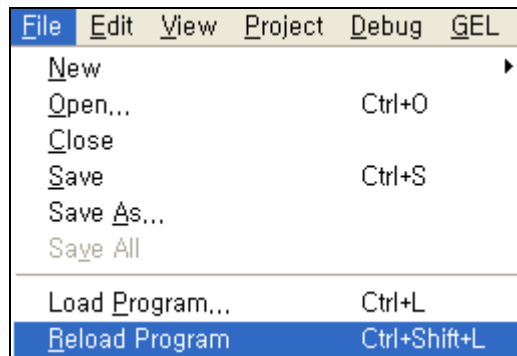 File Edit View Project Debug GEL
New
Open... Ctrl+O
Close
Save Ctrl+S
Save As...
Save All
Load Program... Ctrl+L
Reload Program Ctrl+Shift+L